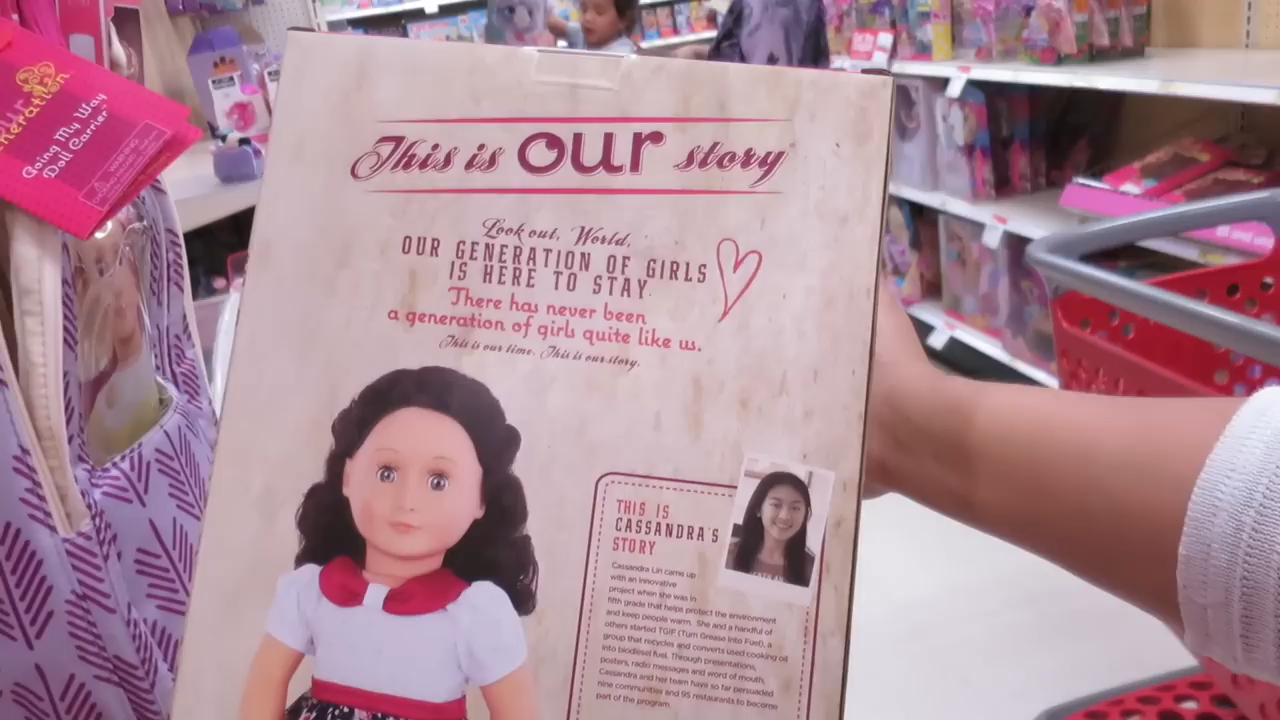 This is our story
Look out, World,
OUR GENERATION OF GIRLS
IS HERE TO STAY.
There has never been
a generation of girls quite like us.
This is our time. This is our story.
THIS IS
CASSANDRA'S
STORY
Cassandra Lin came up
with an innovative
project when she was in
fifth grade that helps protect the environment
and keep people warm. She and a handful of
others started TGIF (Turn Grease Into Fuel), a
group that recycles and converts used cooking oil
into biodiesel fuel. Through presentations,
posters, radio messages and word of mouth,
Cassandra and her team have so far persuaded
nine communities and 95 restaurants to become
part of the program.
our
generation
Going My Way
Doll Carrier™
WARNING